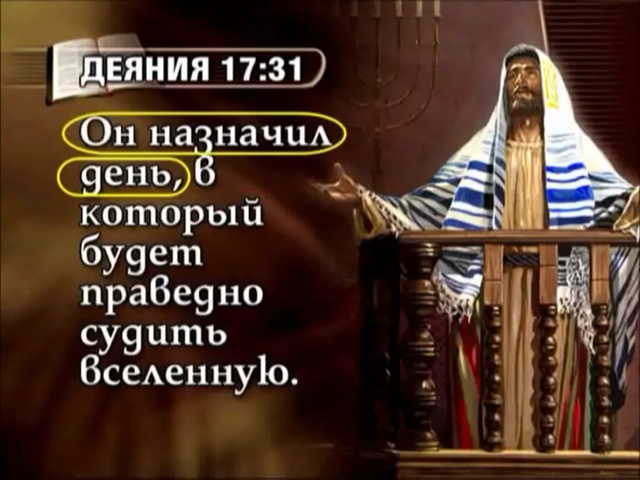 ДЕЯНИЯ 17:31
Он назначил
день, в
который
будет
праведно
судить
вселенную.